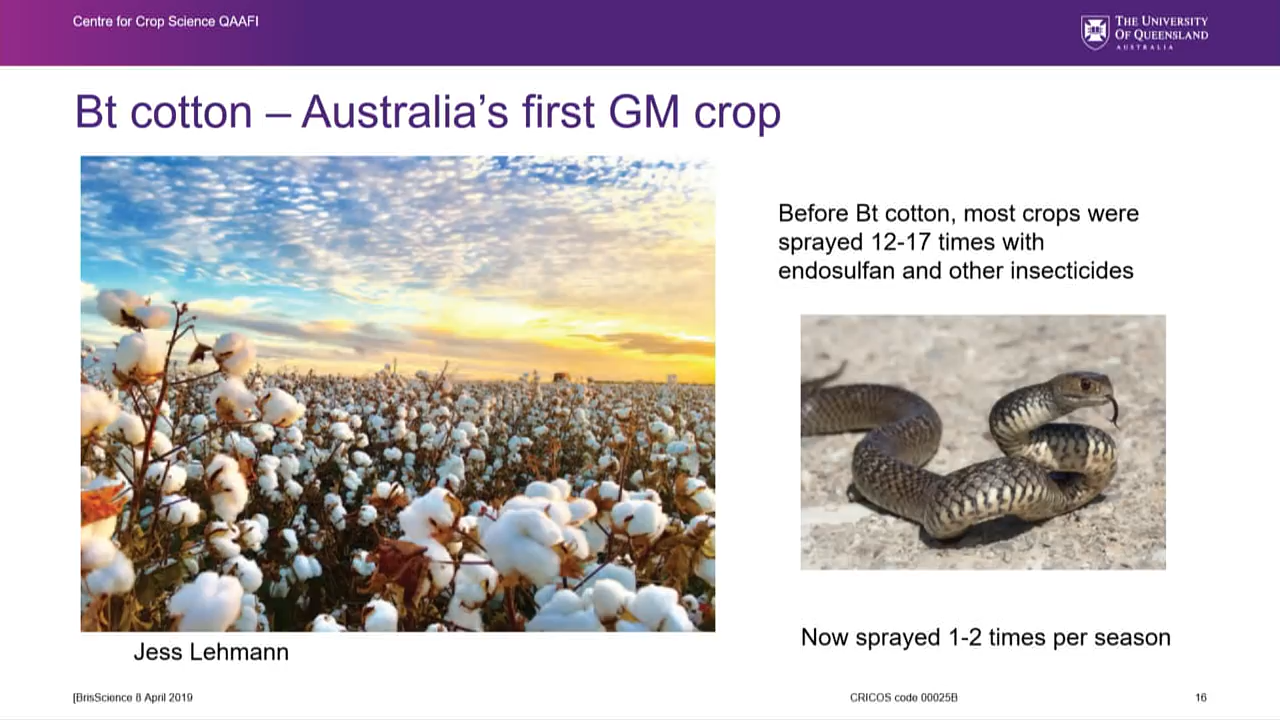 Centre for Crop Science QAAFI
THE UNIVERSITY
OF QUEENSLAND
AUSTRALIA
Bt cotton – Australia’s first GM crop
Before Bt cotton, most crops were
sprayed 12-17 times with
endosulfan and other insecticides
Now sprayed 1-2 times per season
Jess Lehmann
[BrisScience 8 April 2019
CRICOS code 00025B
16